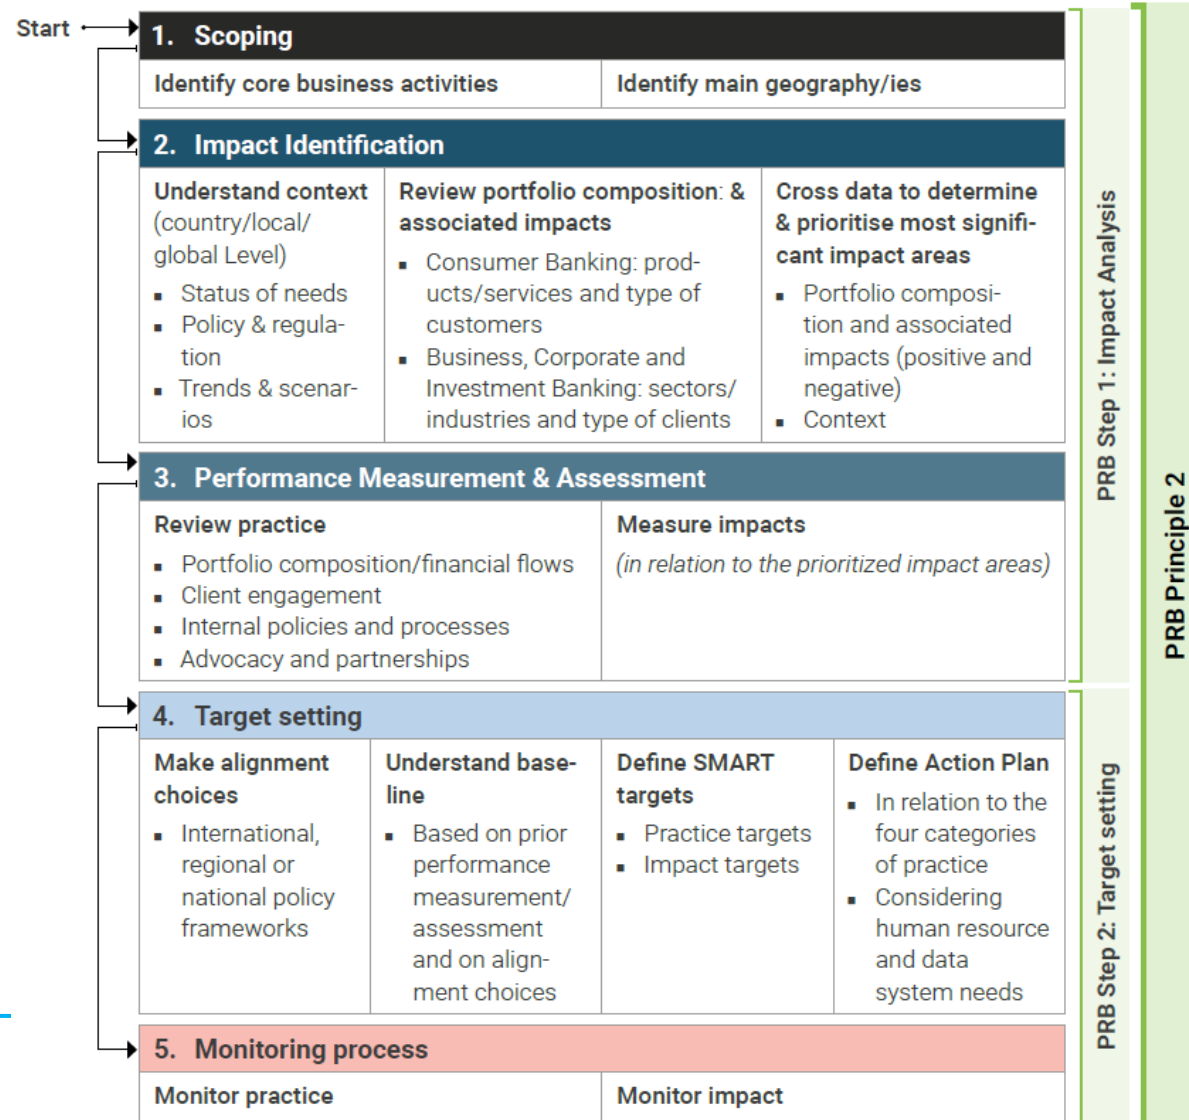 Start
1. Scoping
Identify core business activities
Identify main geography/ies
2. Impact Identification
Understand context
(country/local/
global Level)
▪ Status of needs
▪ Policy & regula-
tion
▪ Trends & scenar-
ios
Review portfolio composition: &
associated impacts
▪ Consumer Banking: prod-
ucts/services and type of
customers
▪ Business, Corporate and
Investment Banking: sectors/
industries and type of clients
Cross data to determine
& prioritise most signifi-
cant impact areas
▪ Portfolio composi-
tion and associated
impacts (positive and
negative)
▪ Context
3. Performance Measurement & Assessment
Review practice
▪ Portfolio composition/financial flows
▪ Client engagement
▪ Internal policies and processes
▪ Advocacy and partnerships
Measure impacts
(in relation to the prioritized impact areas)
4. Target setting
Make alignment
choices
▪ International,
regional or
national policy
frameworks
Understand base-
line
▪ Based on prior
performance
measurement/
assessment
and on align-
ment choices
Define SMART
targets
▪ Practice targets
▪ Impact targets
Define Action Plan
▪ In relation to the
four categories
of practice
▪ Considering
human resource
and data
system needs
5. Monitoring process
Monitor practice
Monitor impact
PRB Step 1: Impact Analysis
PRB Step 2: Target setting
PRB Principle 2